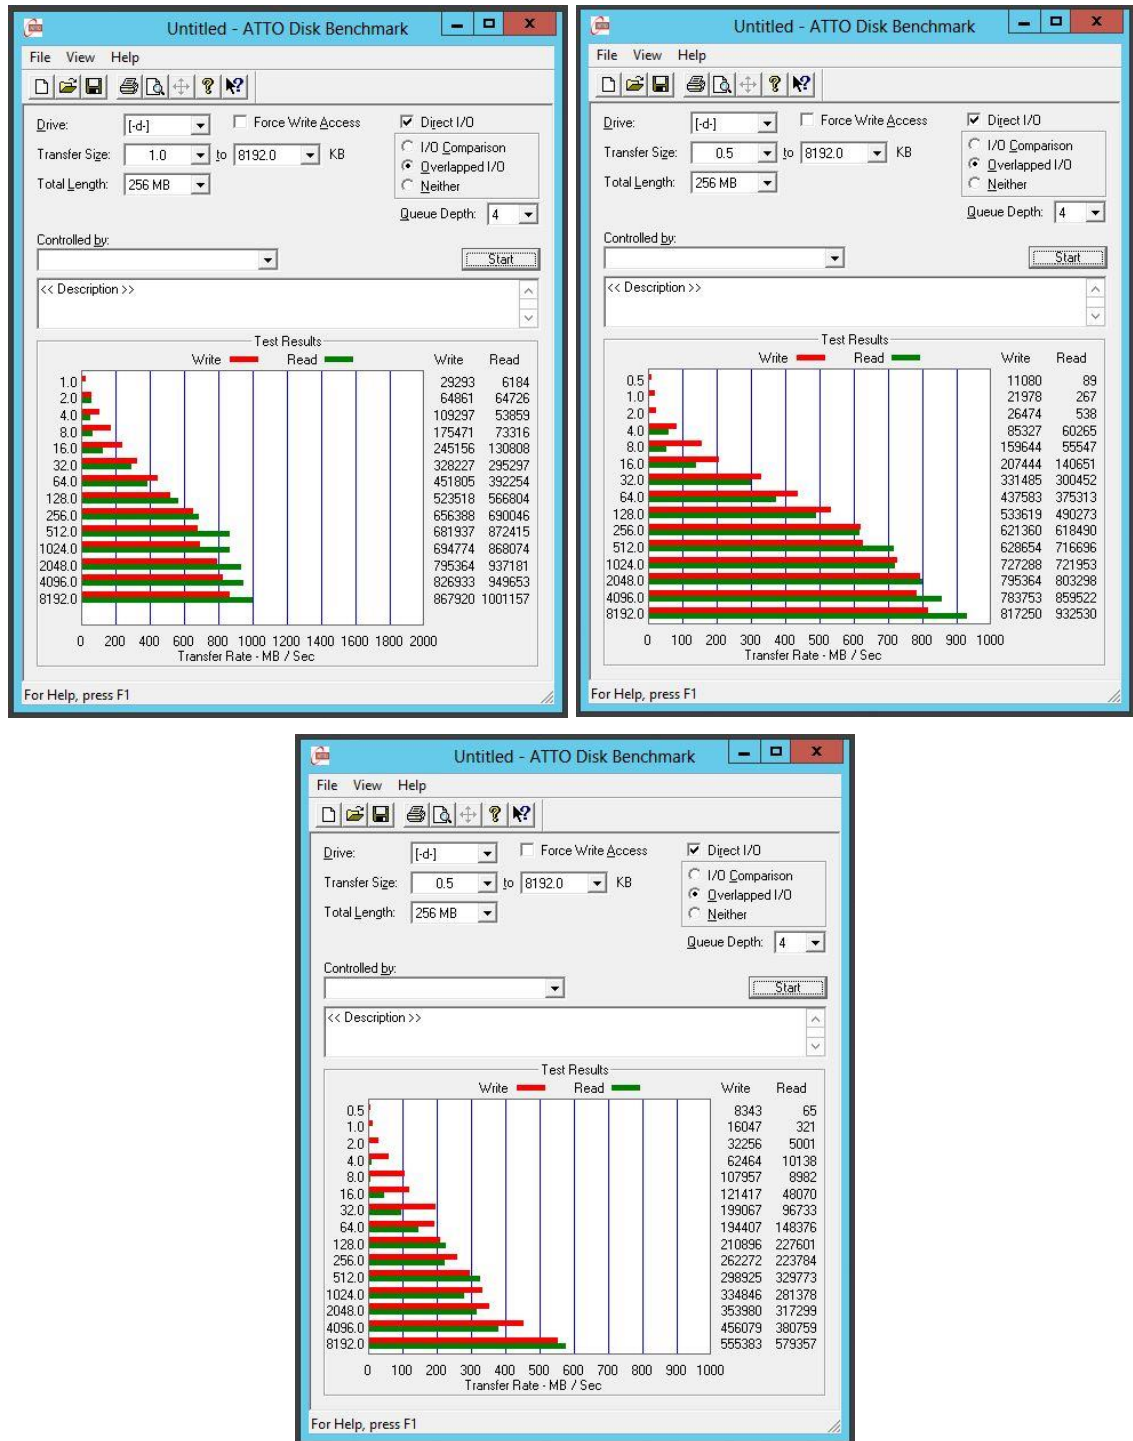 Untitled - ATTO Disk Benchmark
File View Help
Drive: [-d-] Force Write Access Direct I/O
Transfer Size: 1.0 to 8192.0 KB I/O Comparison
Overlapped I/O
Total Length: 256 MB Neither
Queue Depth: 4
Controlled by:
Start
<< Description >>
Test Results
Write Read Write Read
1.0 29293 6184
2.0 64861 64726
4.0 109297 53859
8.0 175471 73316
16.0 245156 130808
32.0 328227 295297
64.0 451805 392254
128.0 523518 566804
256.0 656388 690046
512.0 681937 872415
1024.0 694774 868074
2048.0 795364 937181
4096.0 826933 949653
8192.0 867920 1001157
0 200 400 600 800 1000 1200 1400 1600 1800 2000
Transfer Rate - MB / Sec
For Help, press F1
Untitled - ATTO Disk Benchmark
File View Help
Drive: [-d-] Force Write Access Direct I/O
Transfer Size: 0.5 to 8192.0 KB I/O Comparison
Overlapped I/O
Total Length: 256 MB Neither
Queue Depth: 4
Controlled by:
Start
<< Description >>
Test Results
Write Read Write Read
0.5 11080 89
1.0 21978 267
2.0 26474 538
4.0 85327 60265
8.0 159644 55547
16.0 207444 140651
32.0 331485 300452
64.0 437583 375313
128.0 533619 490273
256.0 621360 618490
512.0 628654 716696
1024.0 727288 721953
2048.0 795364 803298
4096.0 783753 859522
8192.0 817250 932530
0 100 200 300 400 500 600 700 800 900 1000
Transfer Rate - MB / Sec
For Help, press F1
Untitled - ATTO Disk Benchmark
File View Help
Drive: [-d-] Force Write Access Direct I/O
Transfer Size: 0.5 to 8192.0 KB I/O Comparison
Overlapped I/O
Total Length: 256 MB Neither
Queue Depth: 4
Controlled by:
Start
<< Description >>
Test Results
Write Read Write Read
0.5 8343 65
1.0 16047 321
2.0 32256 5001
4.0 62464 10138
8.0 107957 8982
16.0 121417 48070
32.0 199067 96733
64.0 194407 148376
128.0 210896 227601
256.0 262272 223784
512.0 298925 329773
1024.0 334846 281378
2048.0 353980 317299
4096.0 456079 380759
8192.0 555383 579357
0 100 200 300 400 500 600 700 800 900 1000
Transfer Rate - MB / Sec
For Help, press F1